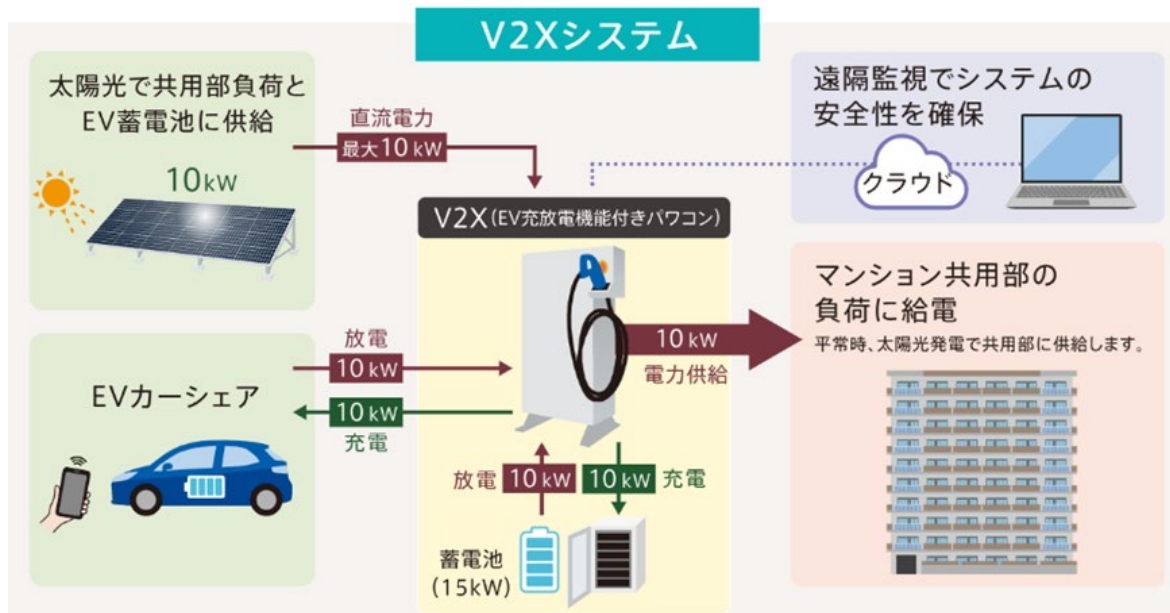 V2Xシステム
太陽光で共用部負荷と
EV蓄電池に供給
10kW
直流電力
最大10kW
遠隔監視でシステムの
安全性を確保
クラウド
V2X(EV充放電機能付きパワコン)
放電
10kW
10kW
充電
EVカーシェア
10kW
電力供給
マンション共用部の
負荷に給電
平常時、太陽光発電で共用部に供給します。
放電 10kW 10kW 充電
蓄電池
(15kW)